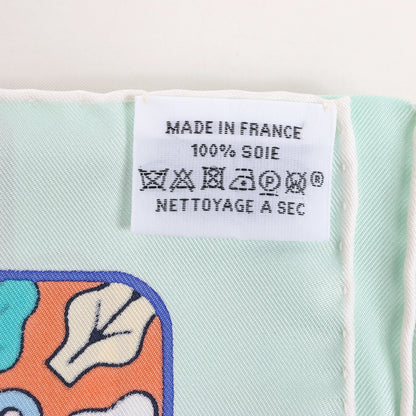 MADE IN FRANCE
100% SOIE
®
NETTOYAGE A SEC